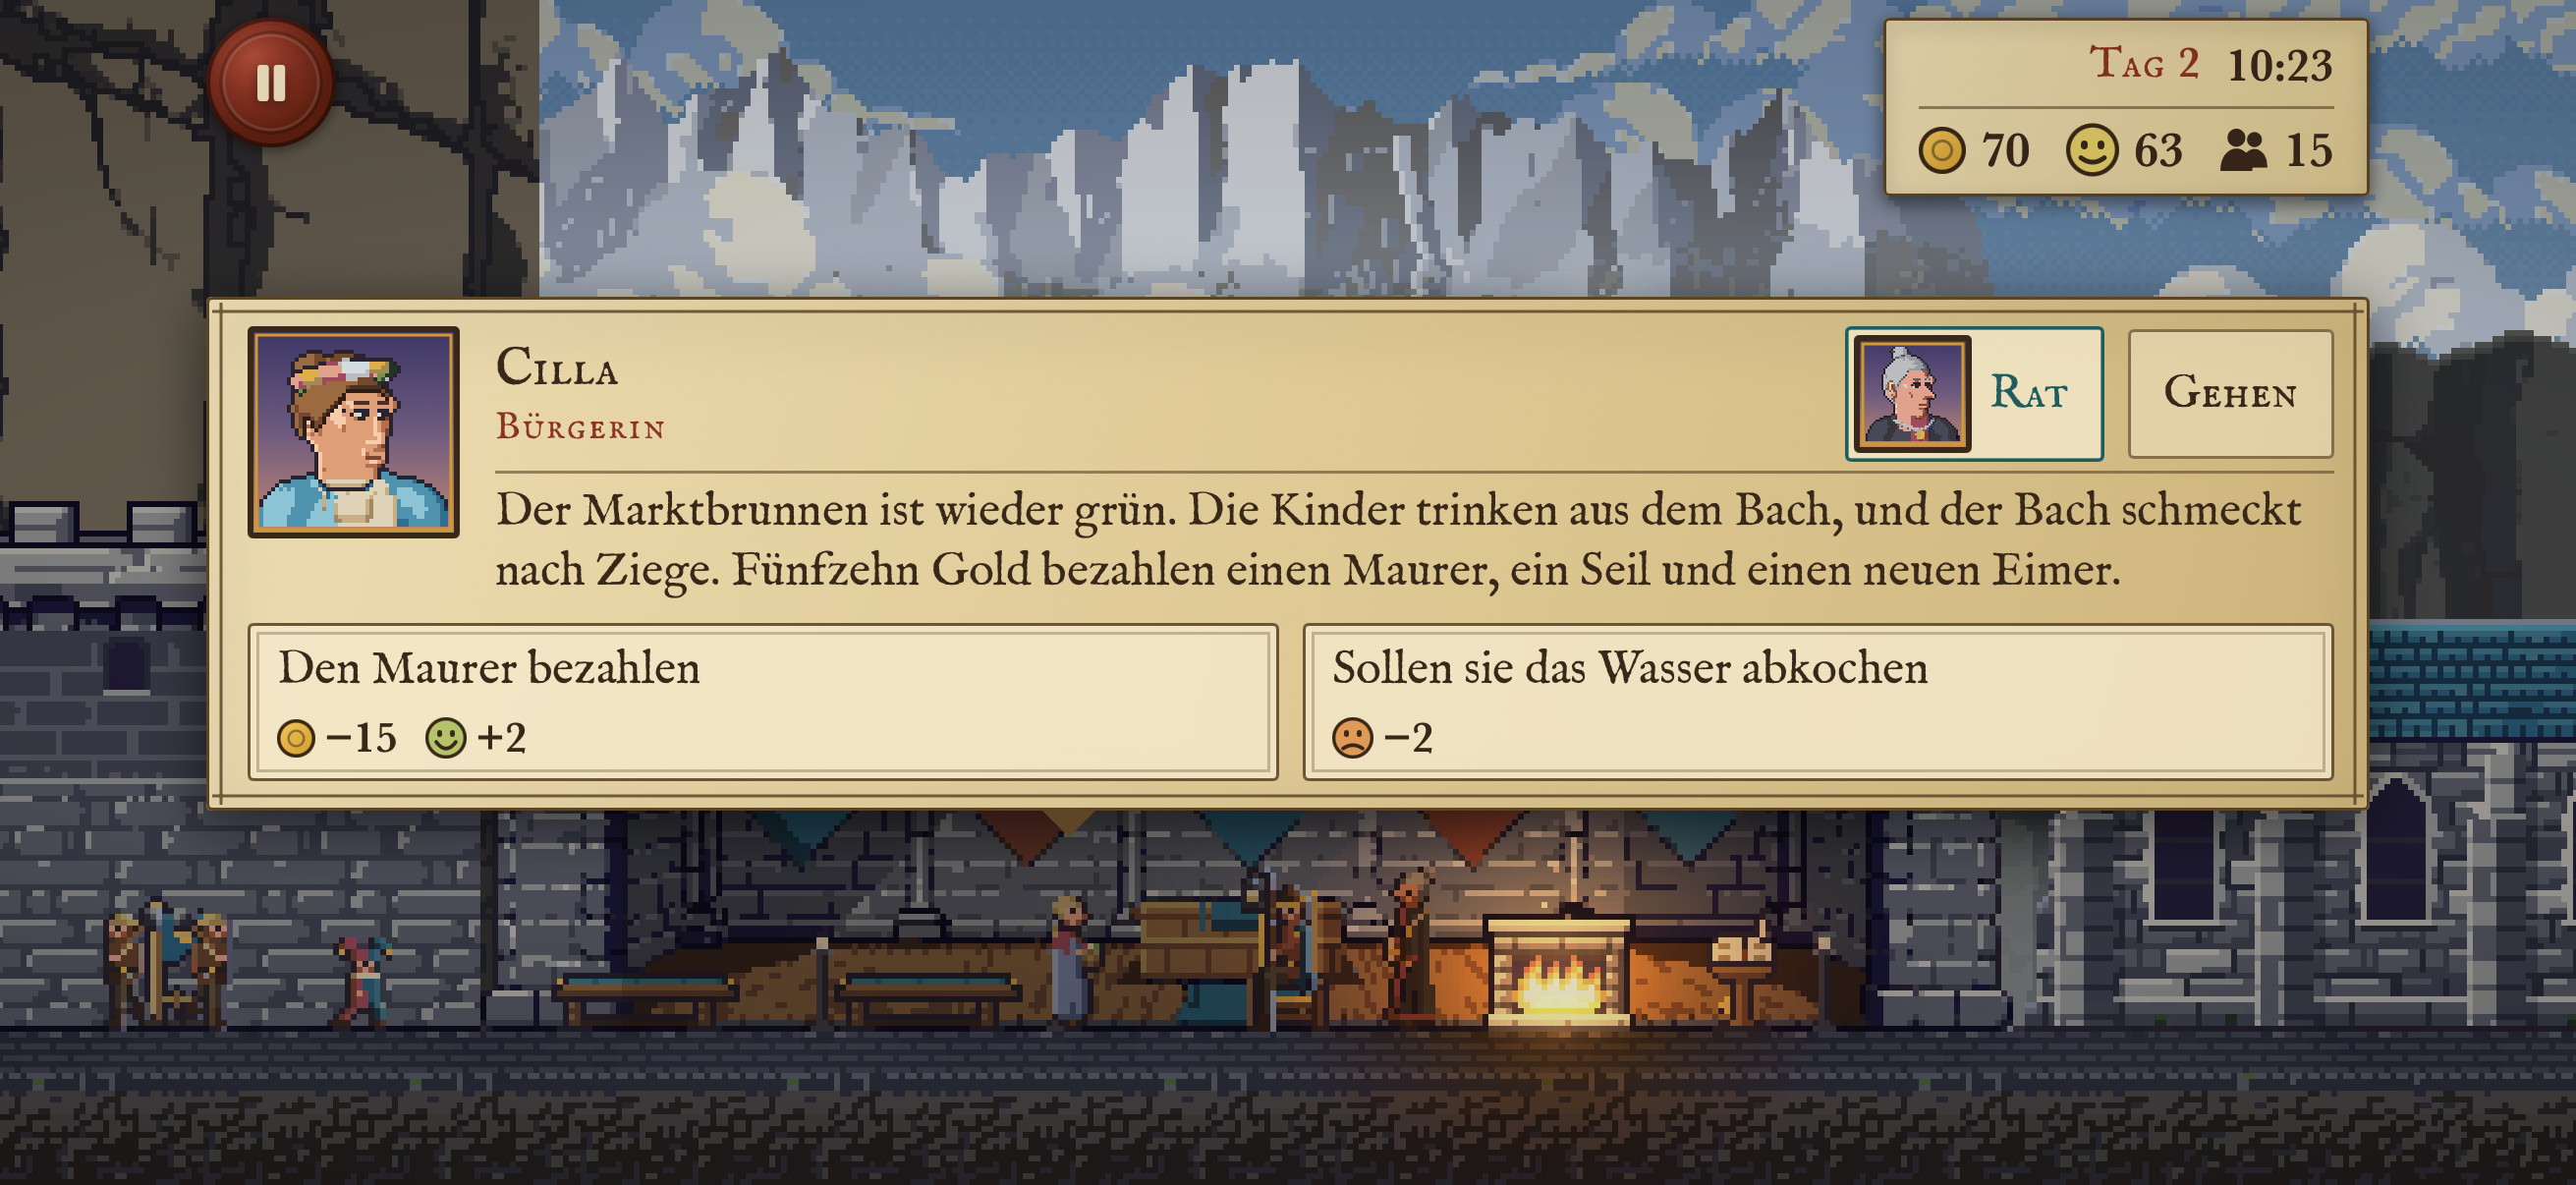 Tag 2 10:23
70 63 15
Cilla
Bürgerin
Rat
Gehen
Der Marktbrunnen ist wieder grün. Die Kinder trinken aus dem Bach, und der Bach schmeckt
nach Ziege. Fünfzehn Gold bezahlen einen Maurer, ein Seil und einen neuen Eimer.
Den Maurer bezahlen
−15 +2
Sollen sie das Wasser abkochen
−2